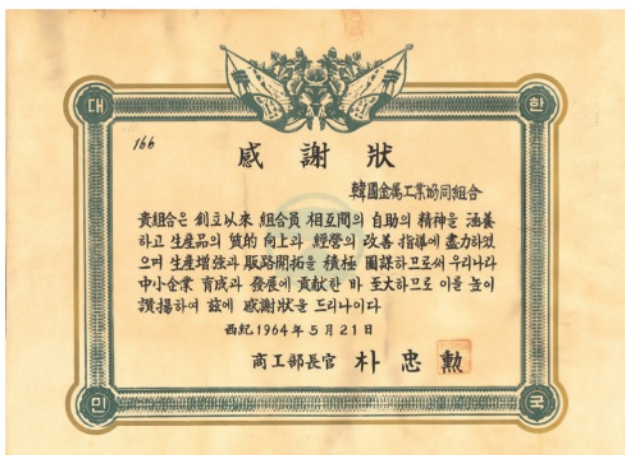 대 한
166
感謝狀
韓國金属工業協同組合
貴組合은 創立以來 組合員 相互間의 自助의 精神을 涵養
하고 生産品의 質的 向上과 經營의 改善 指導에 盡力하였
으며 生産增强과 販路開拓을 積極 圖謀하므로써 우리나라
中小企業 育成과 發展에 貢献한 바 至大하므로 이를 높이
讚揚하여 玆에 感謝狀을 드리나이다
西紀 1964年 5月 21日
商工部長官 朴忠勲
민 국